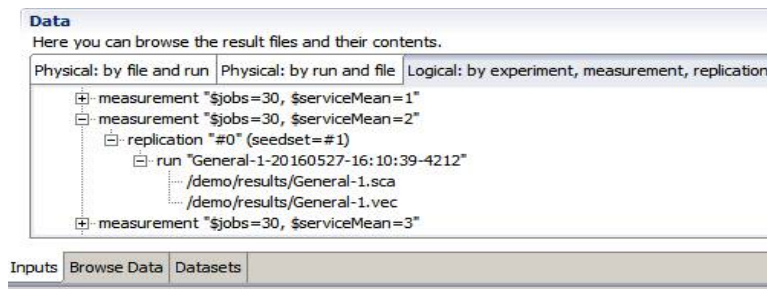 Data
Here you can browse the result files and their contents.
Physical: by file and run Physical: by run and file Logical: by experiment, measurement, replication
measurement "$jobs=30, $serviceMean=1"
measurement "$jobs=30, $serviceMean=2"
replication "#0" (seedset=#1)
run "General-1-20160527-16:10:39-4212"
/demo/results/General-1.sca
/demo/results/General-1.vec
measurement "$jobs=30, $serviceMean=3"
Inputs Browse Data Datasets